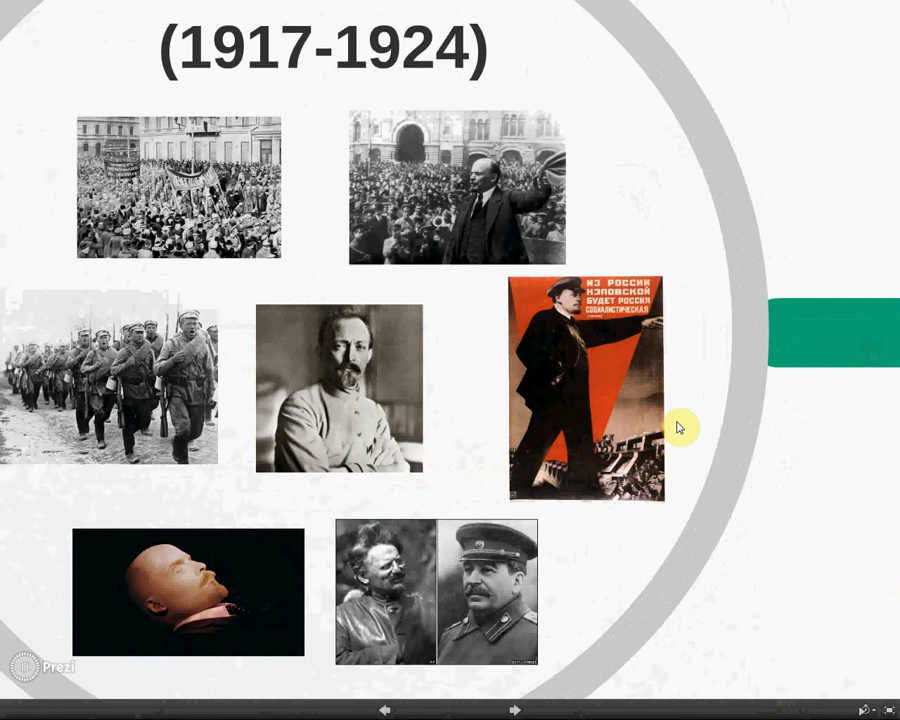 (1917-1924)
ИЗ РОССИИ
НЭПОВСКОЙ
БУДЕТ РОССИЯ
СОЦИАЛИСТИЧЕСКАЯ
Prezi